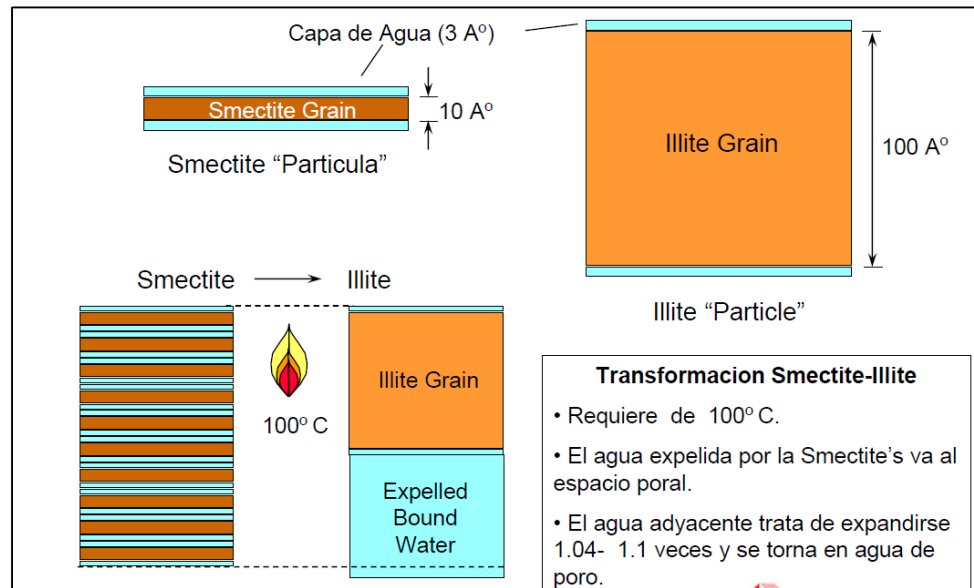 Capa de Agua (3 Aº)
Smectite Grain
10 Aº
Smectite “Particula”
Illite Grain
100 Aº
Illite “Particle”
Smectite
Illite
100º C
Illite Grain
Expelled
Bound
Water
Transformacion Smectite-Illite
• Requiere de 100º C.
• El agua expelida por la Smectite’s va al
espacio poral.
• El agua adyacente trata de expandirse
1.04- 1.1 veces y se torna en agua de
poro.